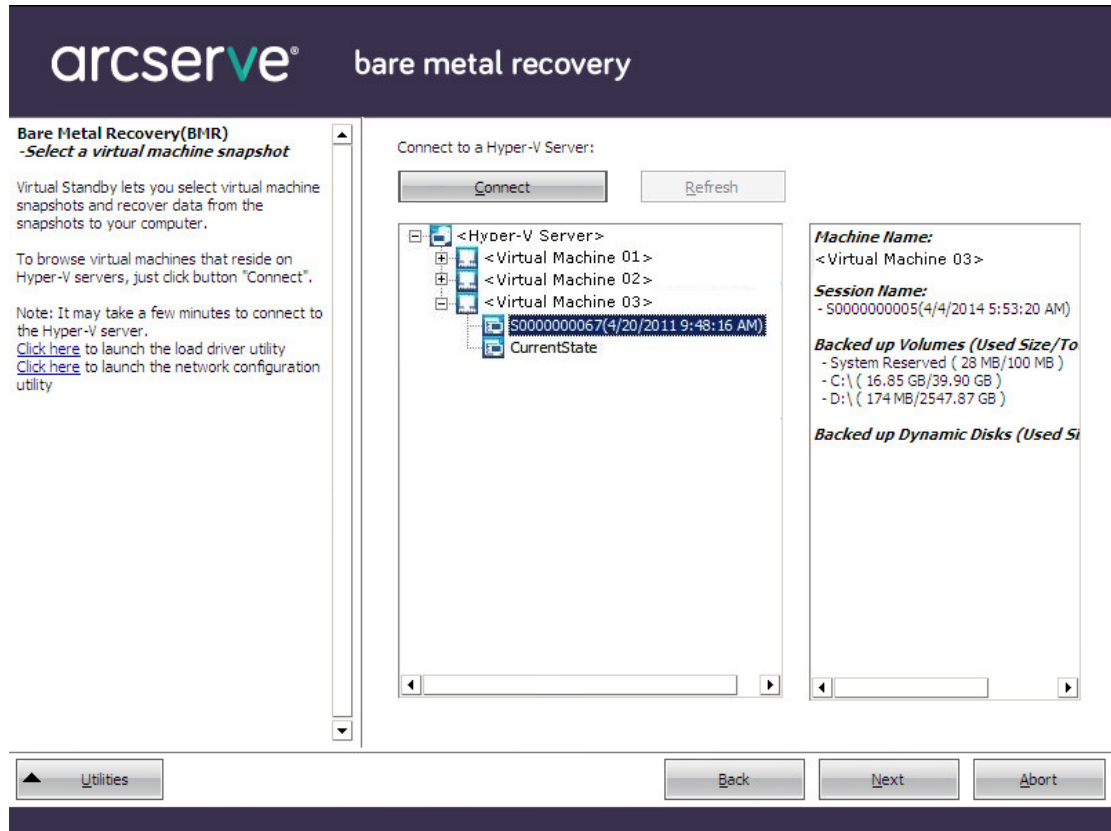 arcserve®
bare metal recovery
Bare Metal Recovery(BMR)
-Select a virtual machine snapshot
Virtual Standby lets you select virtual machine
snapshots and recover data from the
snapshots to your computer.
To browse virtual machines that reside on
Hyper-V servers, just click button "Connect".
Note: It may take a few minutes to connect to
the Hyper-V server.
Click here to launch the load driver utility
Click here to launch the network configuration
utility
Connect to a Hyper-V Server:
Connect
Refresh
<Hyper-V Server>
<Virtual Machine 01>
<Virtual Machine 02>
<Virtual Machine 03>
S0000000067(4/20/2011 9:48:16 AM)
CurrentState
Machine Name:
<Virtual Machine 03>
Session Name:
- S0000000005(4/4/2014 5:53:20 AM)
Backed up Volumes (Used Size/To
- System Reserved ( 28 MB/100 MB )
- C:\ ( 16.85 GB/39.90 GB )
- D:\ ( 174 MB/2547.87 GB )
Backed up Dynamic Disks (Used Si
Utilities
Back
Next
Abort